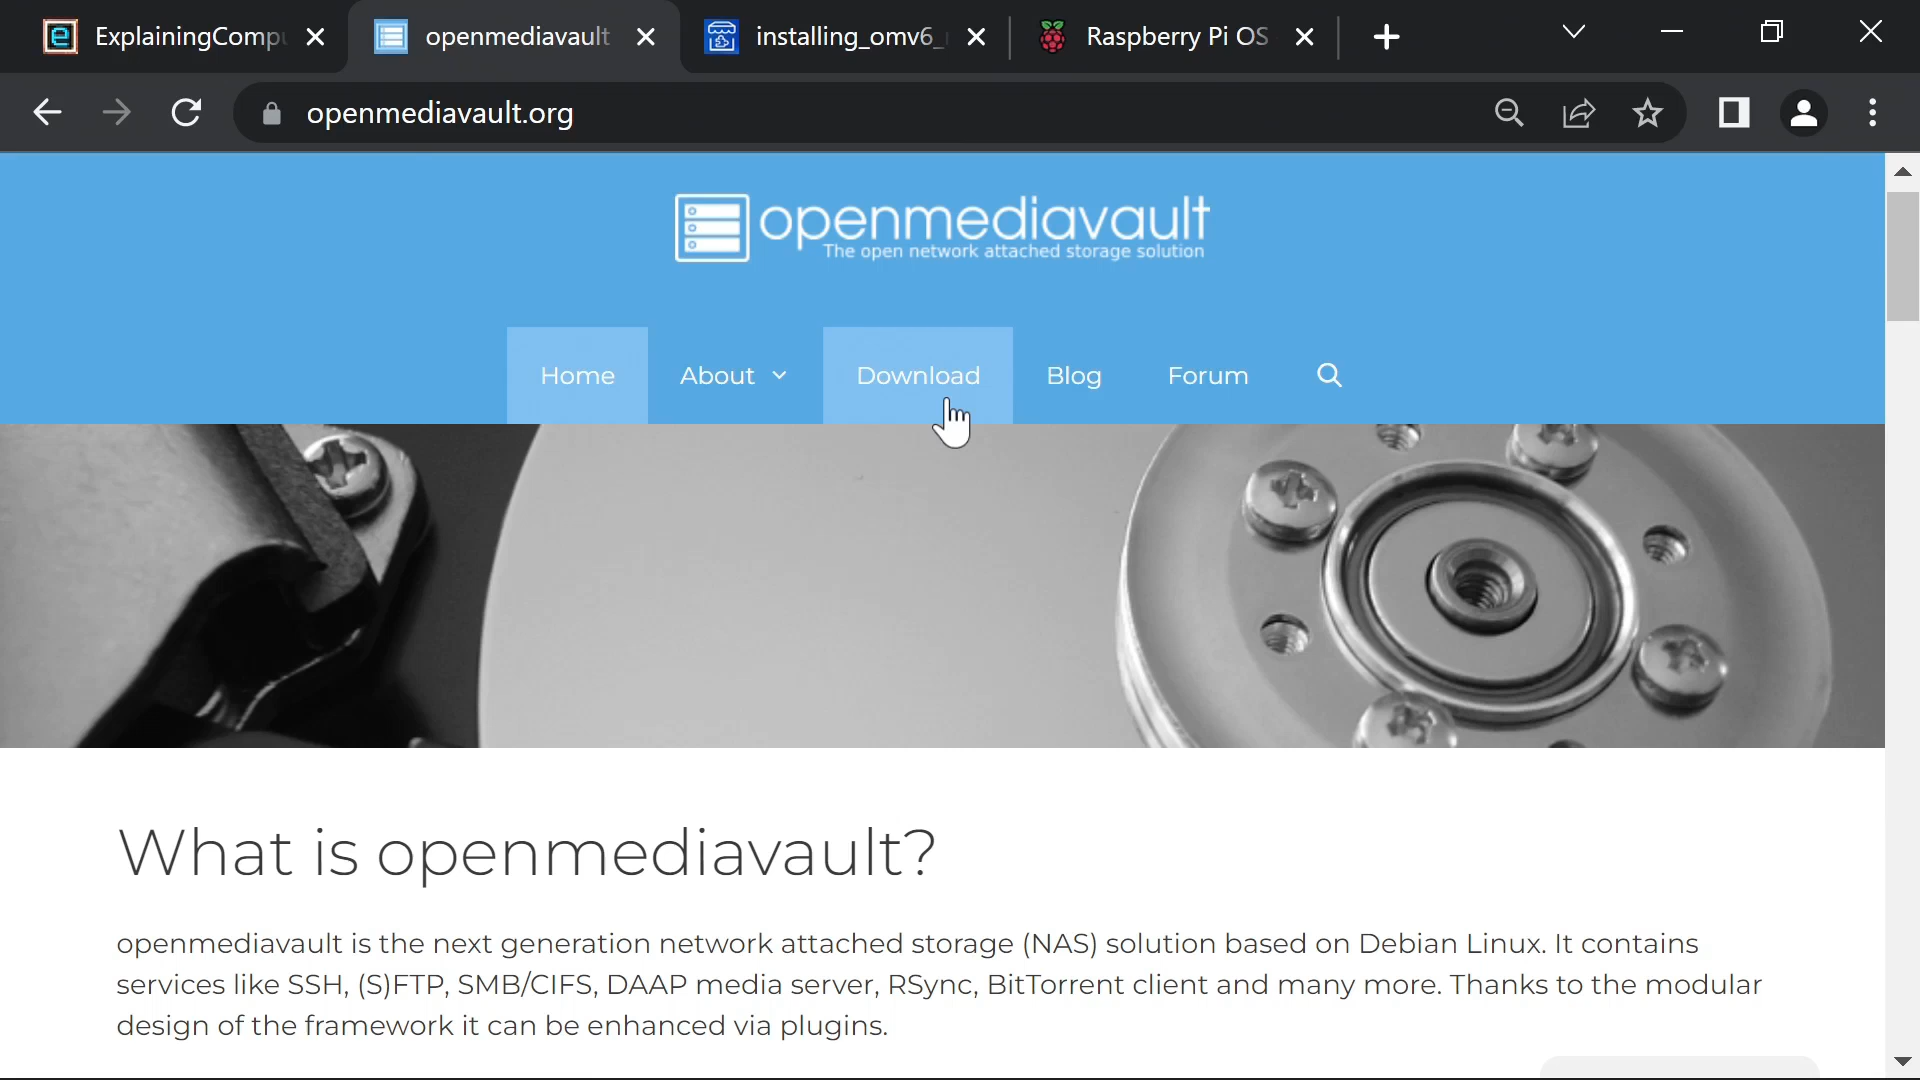 ExplainingCompu
openmediavault
installing_omv6_
Raspberry Pi OS
openmediavault.org
openmediavault
The open network attached storage solution
Home
About
Download
Blog
Forum
What is openmediavault?
openmediavault is the next generation network attached storage (NAS) solution based on Debian Linux. It contains
services like SSH, (S)FTP, SMB/CIFS, DAAP media server, RSync, BitTorrent client and many more. Thanks to the modular
design of the framework it can be enhanced via plugins.